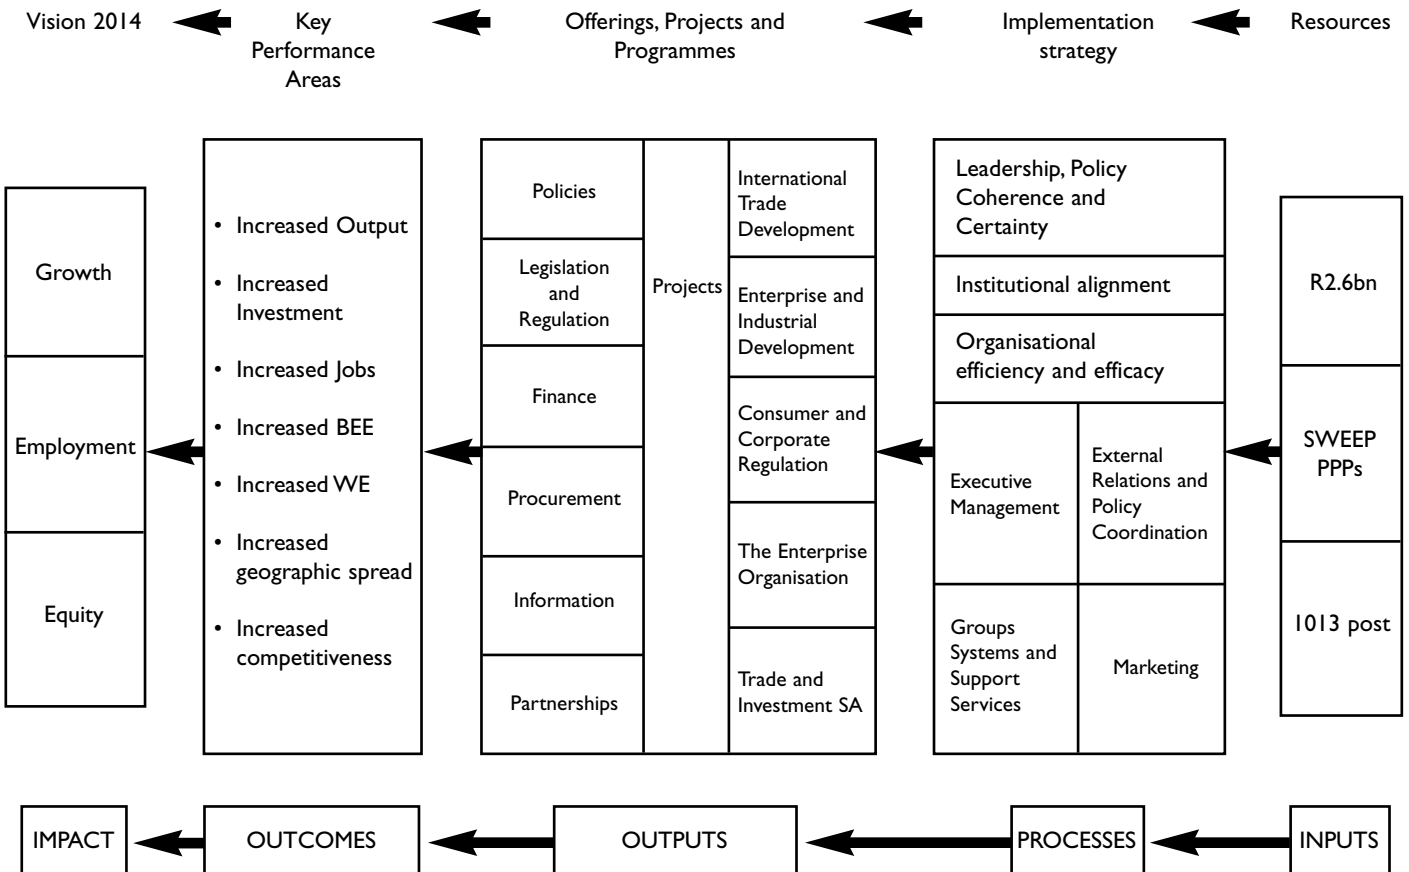 Vision 2014
Key
Performance
Areas
Offerings, Projects and
Programmes
Implementation
strategy
Resources
Growth
Employment
Equity
• Increased Output
• Increased
Investment
• Increased Jobs
• Increased BEE
• Increased WE
• Increased
geographic spread
• Increased
competitiveness
Policies
Legislation
and
Regulation
Finance
Procurement
Information
Partnerships
Projects
International
Trade
Development
Enterprise and
Industrial
Development
Consumer and
Corporate
Regulation
The Enterprise
Organisation
Trade and
Investment SA
Leadership, Policy
Coherence and
Certainty
Institutional alignment
Organisational
efficiency and efficacy
Executive
Management
External
Relations and
Policy
Coordination
Groups
Systems and
Support
Services
Marketing
R2.6bn
SWEEP
PPPs
1013 post
IMPACT
OUTCOMES
OUTPUTS
PROCESSES
INPUTS